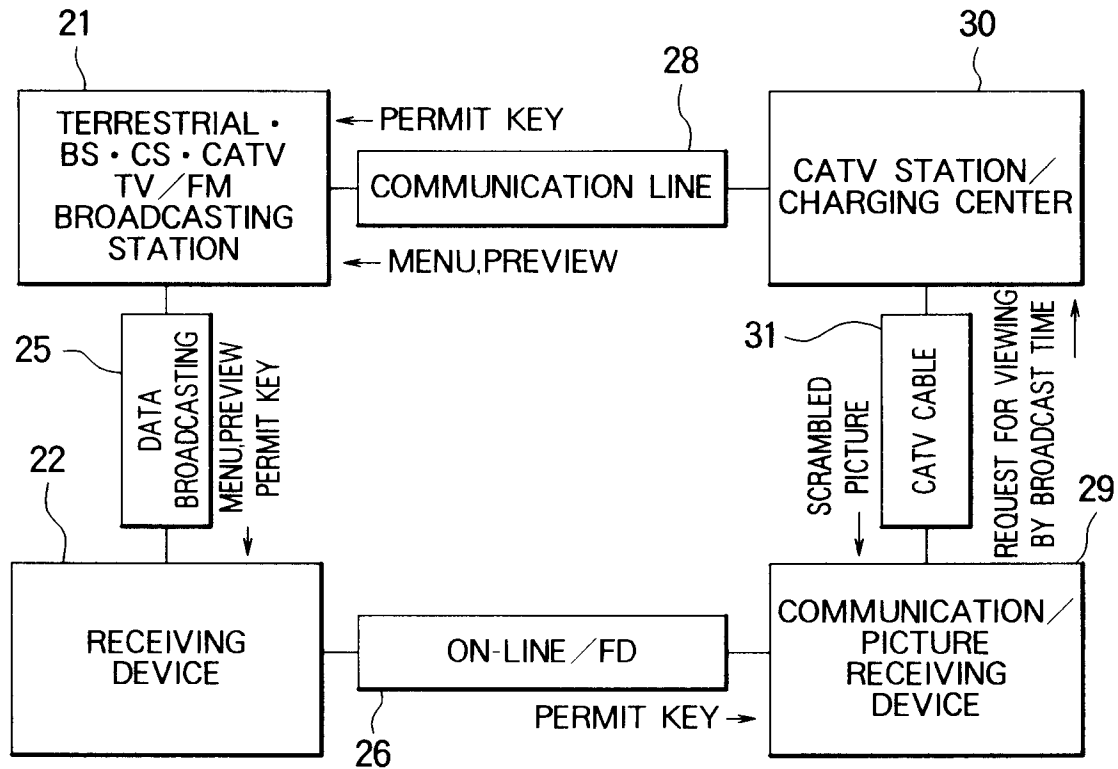 21
30
TERRESTRIAL・
BS・CS・CATV
TV/FM
BROADCASTING
STATION
← PERMIT KEY
28
COMMUNICATION LINE
← MENU,PREVIEW
CATV STATION/
CHARGING CENTER
25
DATA
BROADCASTING
MENU,PREVIEW
PERMIT KEY
31
SCRAMBLED
PICTURE
CATV CABLE
REQUEST FOR VIEWING
BY BROADCAST TIME
22
29
RECEIVING
DEVICE
ON-LINE/FD
26
PERMIT KEY →
COMMUNICATION/
PICTURE
RECEIVING
DEVICE